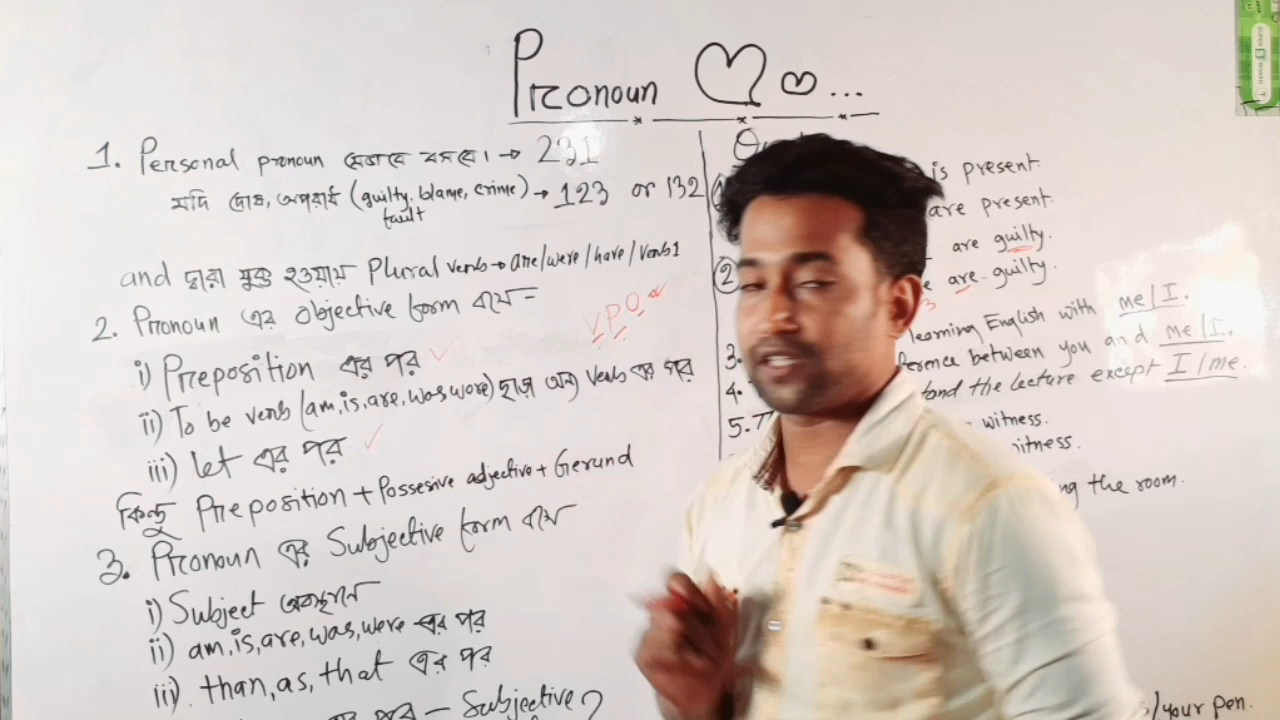 Pronoun
1. Personal pronoun যেভাবে বসবে। → 231
যদি দোষ, অপরাধ (guilty, blame, crime) → 123 or 132
fault
and দ্বারা যুক্ত হওয়ায় Plural verb → are/were/have/verb1
2. Pronoun এর Objective form বসে -
VPO
i) Preposition এর পর
ii) To be verb (am, is, are, was, were) ছাড়া অন্য verb এর পর
iii) let এর পর
কিন্তু Preposition + Possesive adjective + Gerund
3. Pronoun এর Subjective form বসে
i) Subject
ii) am, is, are, was, were এর পর
iii). than, as, that এর পর
– Subjective
is present.
are present.
are guilty.
2
are guilty.
3
3. learning English with me/I.
4. between you and me/I.
the lecture except I/me.
5. witness.
the room.
/your pen.